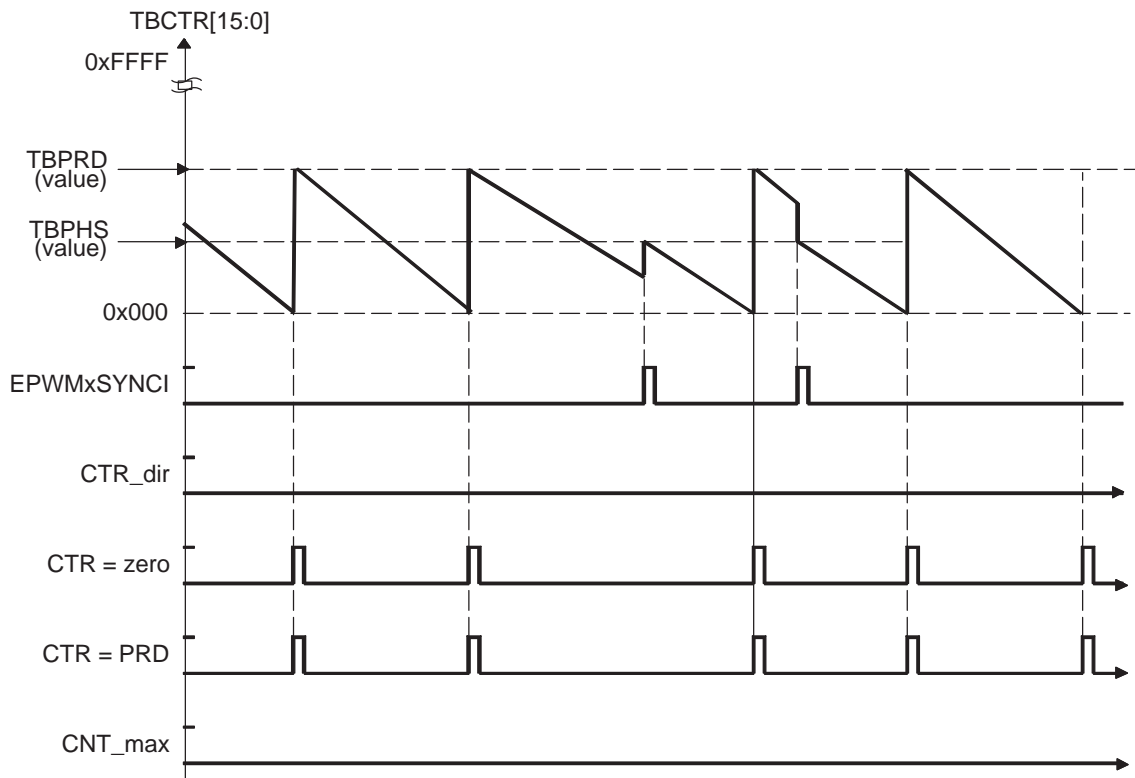 TBCTR[15:0]
0xFFFF
TBPRD
(value)
TBPHS
(value)
0x000
EPWMxSYNCI
CTR_dir
CTR = zero
CTR = PRD
CNT_max